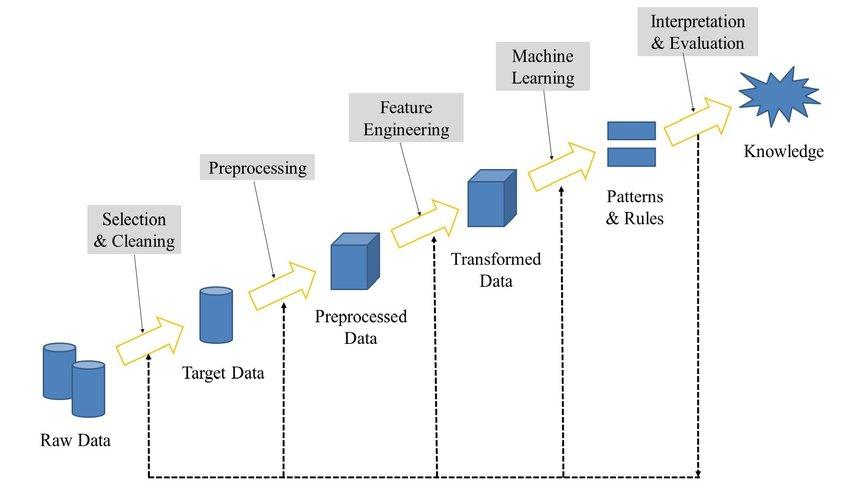 Interpretation
& Evaluation
Machine
Learning
Feature
Engineering
Knowledge
Preprocessing
Patterns
& Rules
Selection
& Cleaning
Transformed
Data
Preprocessed
Data
Target Data
Raw Data